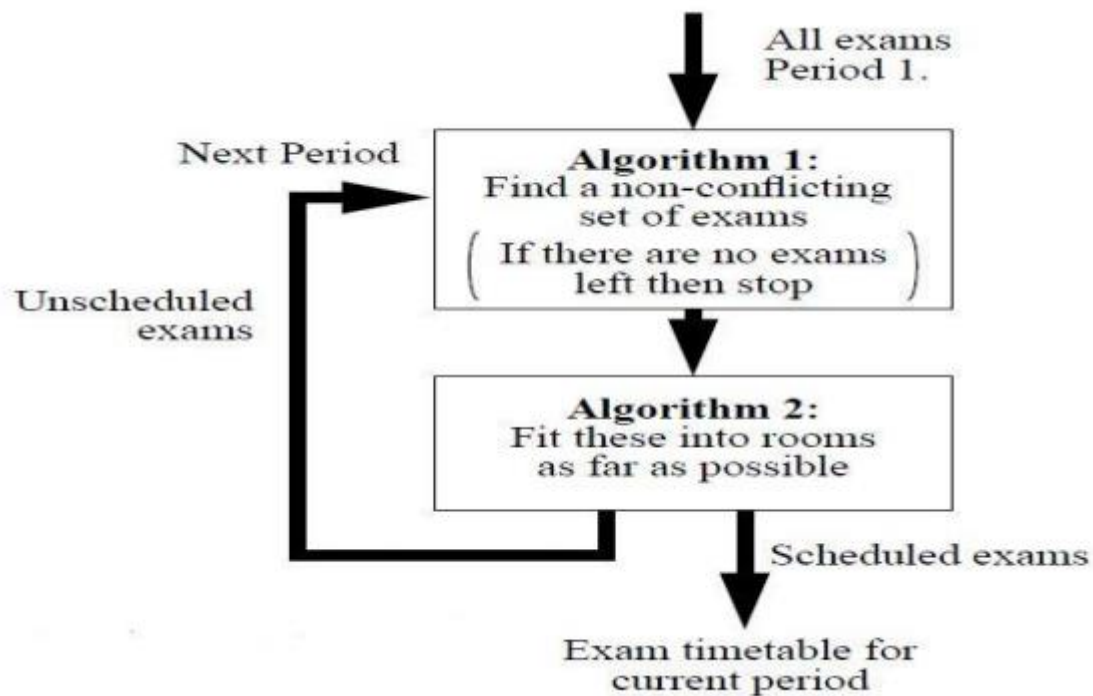 All exams
Period 1.
Next Period
Algorithm 1:
Find a non-conflicting
set of exams
( If there are no exams
left then stop )
Unscheduled
exams
Algorithm 2:
Fit these into rooms
as far as possible
Scheduled exams
Exam timetable for
current period